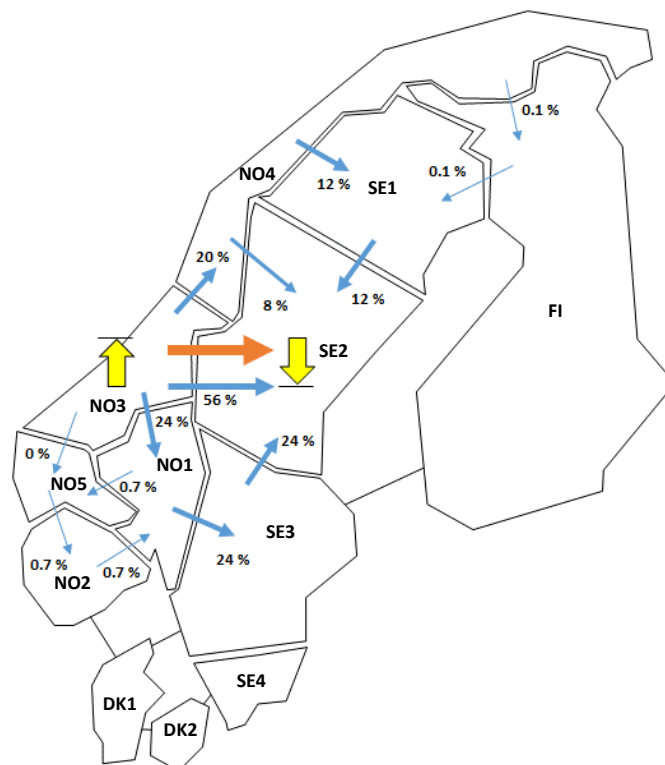 0.1 %
NO4
12 %
SE1
0.1 %
20 %
8 %
12 %
FI
SE2
NO3
56 %
24 %
0 %
24 %
NO1
NO5
0.7 %
SE3
24 %
0.7 %
NO2
0.7 %
SE4
DK1
DK2